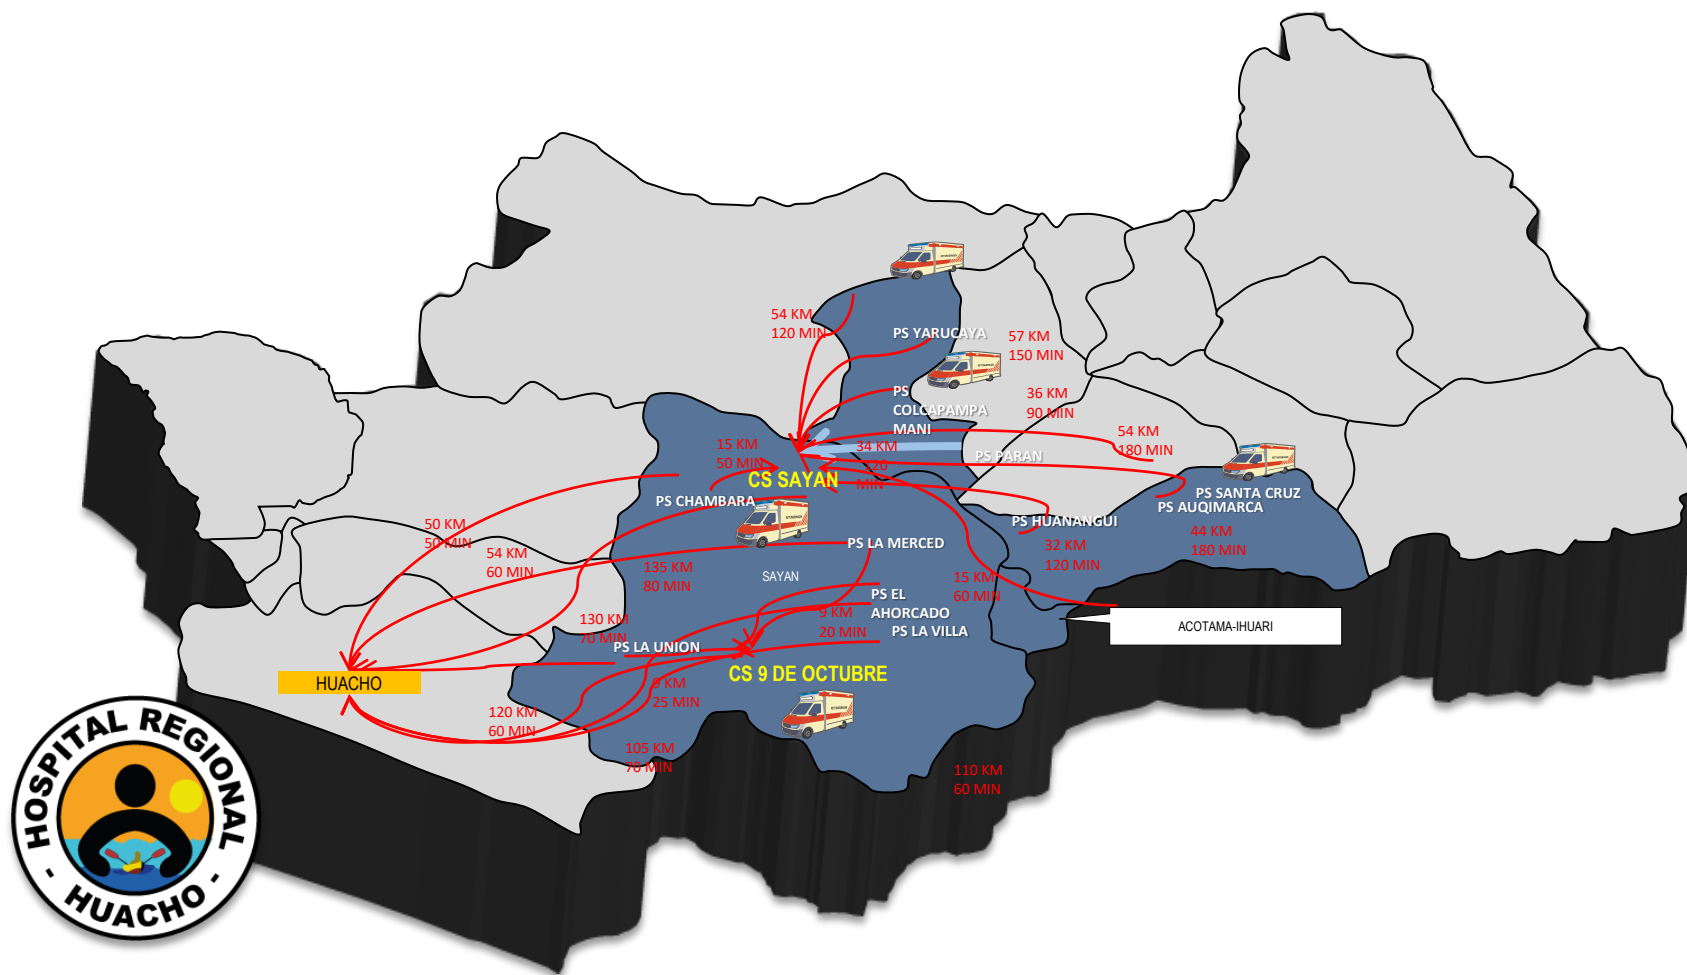 54 KM
120 MIN
PS YARUCAYA
57 KM
150 MIN
PS
COLCAPAMPA
MANI
36 KM
90 MIN
15 KM
50 MIN
34 KM
120
MIN
54 KM
180 MIN
PS PARAN
CS SAYAN
PS CHAMBARA
PS SANTA CRUZ
PS AUQIMARCA
PS HUANANGUI
50 KM
50 MIN
44 KM
180 MIN
54 KM
60 MIN
PS LA MERCED
32 KM
120 MIN
135 KM
80 MIN
SAYAN
15 KM
60 MIN
PS EL
AHORCADO
9 KM
20 MIN
130 KM
70 MIN
PS LA VILLA
ACOTAMA-IHUARI
PS LA UNION
CS 9 DE OCTUBRE
HUACHO
9 KM
25 MIN
120 KM
60 MIN
105 KM
70 MIN
110 KM
60 MIN
HOSPITAL REGIONAL
- HUACHO -